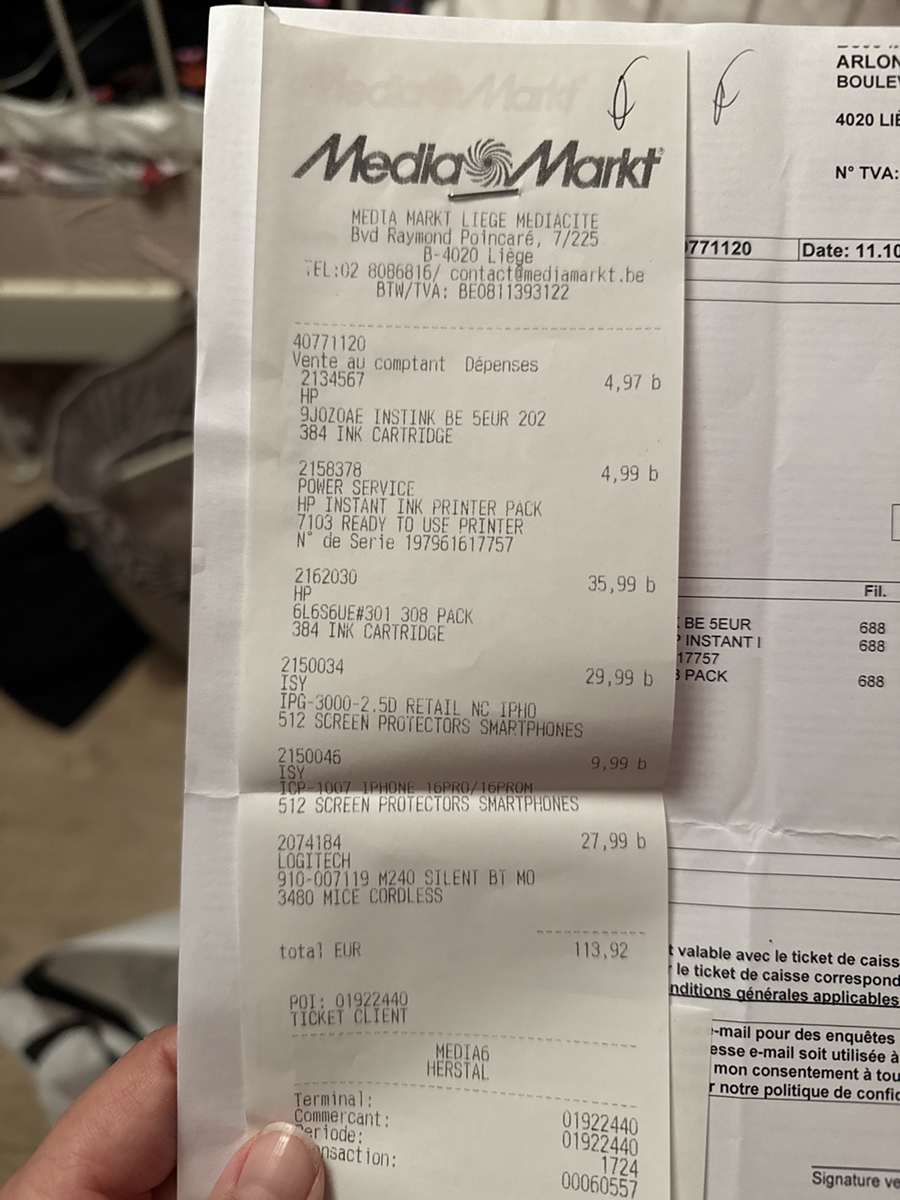 Media Markt
MEDIA MARKT LIEGE MEDIACITE
Bvd Raymond Poincaré, 7/225
B-4020 Liège
TEL:02 8086816/ contact@mediamarkt.be
BTW/TVA: BE0811393122
40771120
Vente au comptant Dépenses
2134567 4,97 b
HP
9J0Z0AE INSTINK BE 5EUR 202
384 INK CARTRIDGE
2158378 4,99 b
POWER SERVICE
HP INSTANT INK PRINTER PACK
7103 READY TO USE PRINTER
N° de Serie 197961617757
2162030 35,99 b
HP
6L6S6UE#301 308 PACK
384 INK CARTRIDGE
2150034 29,99 b
ISY
IPG-3000-2.5D RETAIL NC IPHO
512 SCREEN PROTECTORS SMARTPHONES
2150046 9,99 b
ISY
ICP-1007 IPHONE 16PRO/16PROM
512 SCREEN PROTECTORS SMARTPHONES
2074184 27,99 b
LOGITECH
910-007119 M240 SILENT BT MO
3480 MICE CORDLESS
total EUR 113,92
POI: 01922440
TICKET CLIENT
MEDIA6
HERSTAL
Terminal: 01922440
Commercant: 01922440
eriode: 1724
nsaction: 00060557
ARLON
BOULEV
4020 LIÈ
N° TVA:
0771120 Date: 11.10
Fil.
BE 5EUR 688
INSTANT I 688
17757
PACK 688
t valable avec le ticket de caiss
le ticket de caisse correspond
nditions générales applicables
-mail pour des enquêtes
esse e-mail soit utilisée à
mon consentement à tou
r notre politique de confid
Signature ve